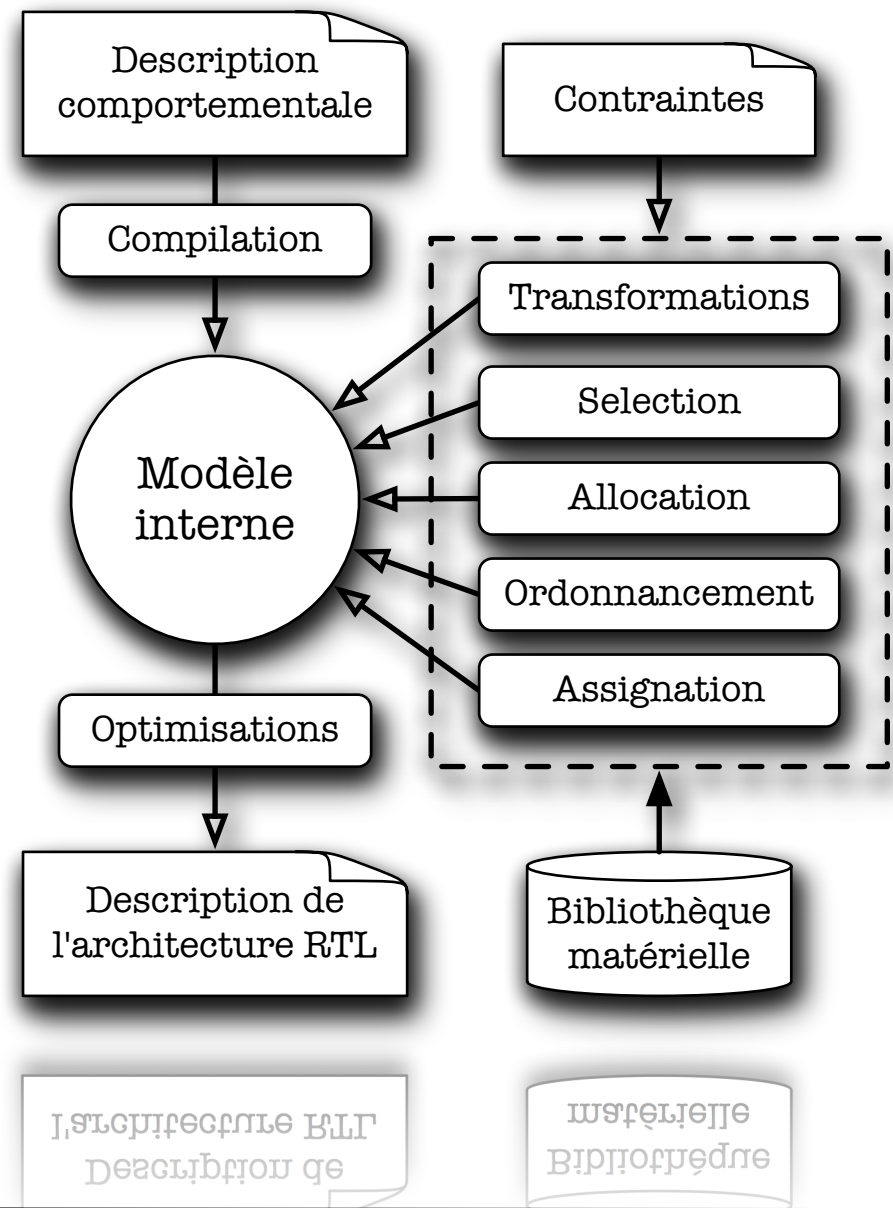 Description
comportementale
Contraintes
Compilation
Transformations
Selection
Allocation
Ordonnancement
Assignation
Modèle
interne
Optimisations
Description de
l'architecture RTL
Bibliothèque
matérielle
l'architecture RTL
Description de
matérielle
Bibliothèque